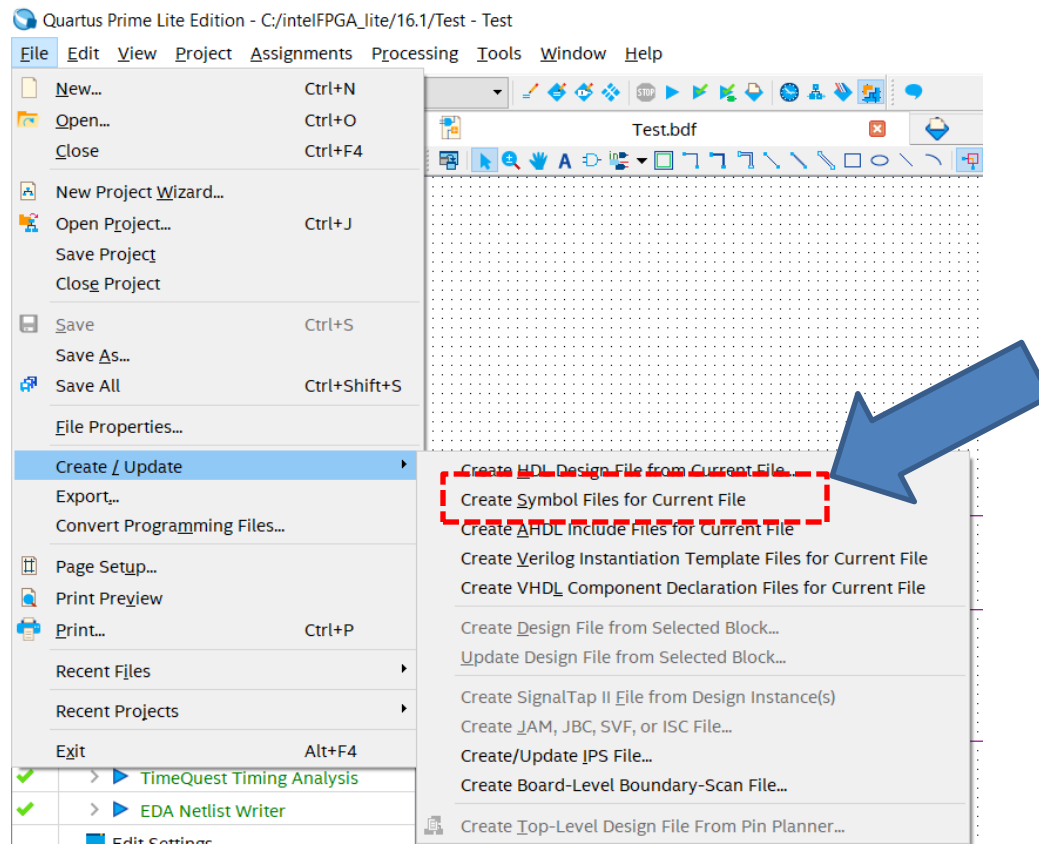 Quartus Prime Lite Edition - C:/intelFPGA_lite/16.1/Test - Test
File Edit View Project Assignments Processing Tools Window Help
New... Ctrl+N
Open... Ctrl+O
Close Ctrl+F4
New Project Wizard...
Open Project... Ctrl+J
Save Project
Close Project
Save Ctrl+S
Save As...
Save All Ctrl+Shift+S
File Properties...
Create / Update
Export...
Convert Programming Files...
Page Setup...
Print Preview
Print... Ctrl+P
Recent Files
Recent Projects
Exit Alt+F4
STOP
Test.bdf
A
Create HDL Design File from Current File...
Create Symbol Files for Current File
Create AHDL Include Files for Current File
Create Verilog Instantiation Template Files for Current File
Create VHDL Component Declaration Files for Current File
Create Design File from Selected Block...
Update Design File from Selected Block...
Create SignalTap II File from Design Instance(s)
Create JAM, JBC, SVF, or ISC File...
Create/Update IPS File...
Create Board-Level Boundary-Scan File...
Create Top-Level Design File From Pin Planner...
TimeQuest Timing Analysis
EDA Netlist Writer
Edit Settings